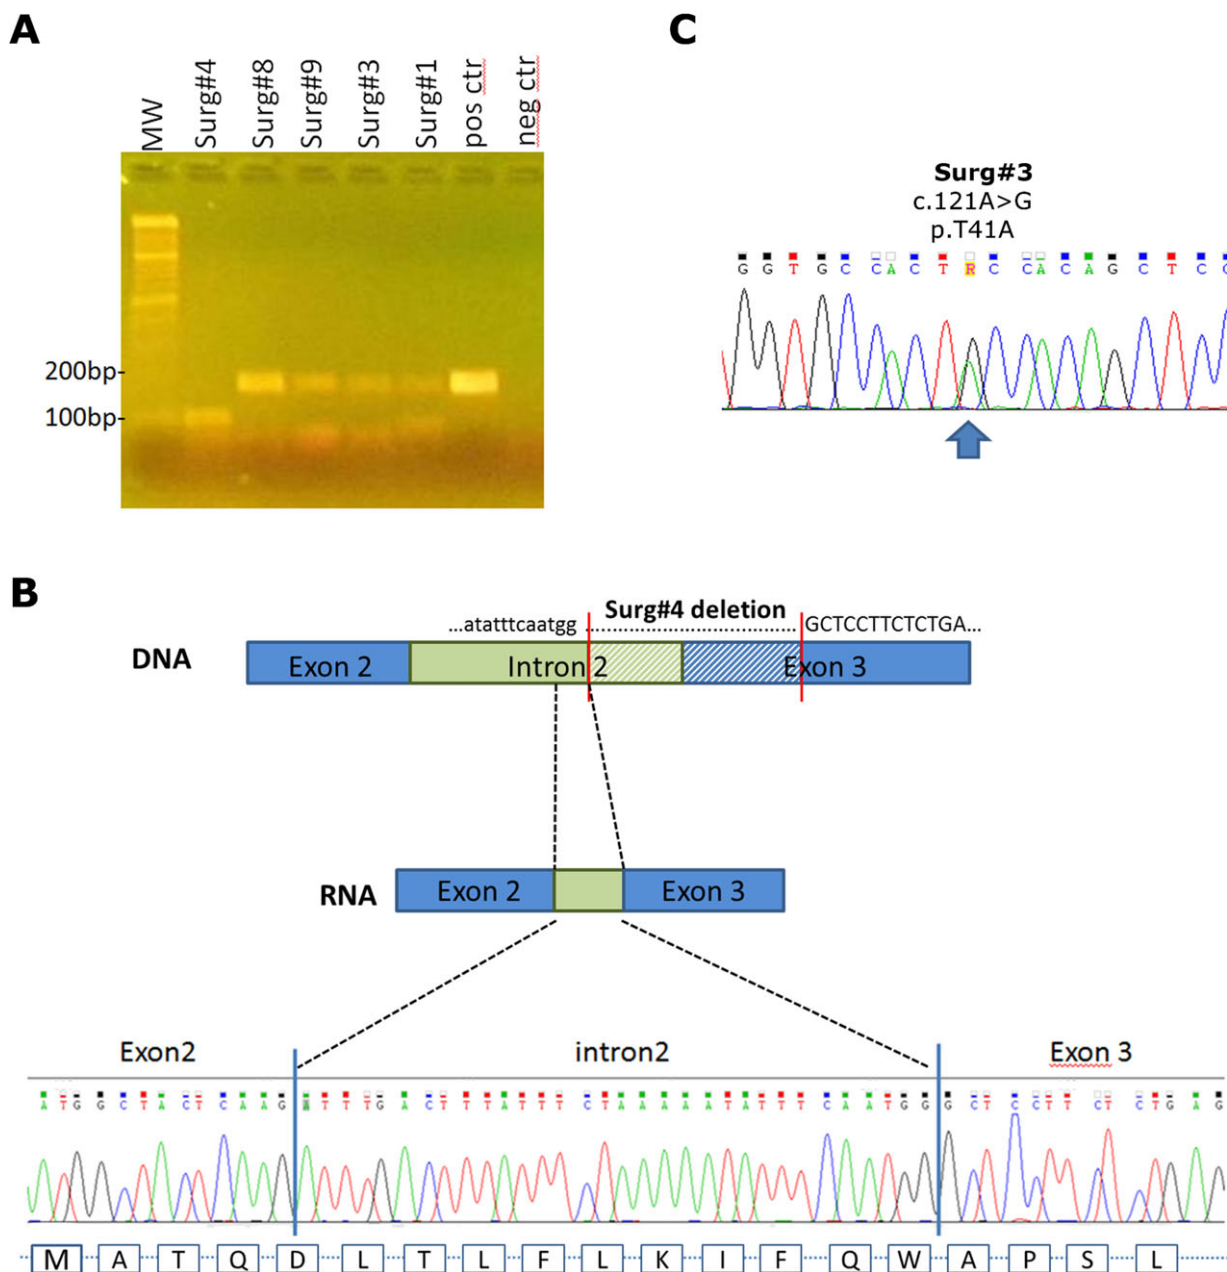 A
MW
Surg#4
Surg#8
Surg#9
Surg#3
Surg#1
pos ctr
neg ctr
200bp-
100bp-
C
Surg#3
c.121A>G
p.T41A
G G T G C C A C T R C C A C A G C T C C
B
Surg#4 deletion
...atatttcaatgg
GCTCCTTCTCTGA...
DNA
Exon 2
Intron 2
Exon 3
RNA
Exon 2
Exon 3
Exon2
intron2
Exon 3
A T G G C T A C T C A A G A T T T G A C T T T A T T T C T A A A A A T A T T T C A A T G G G C T C C T T C T C T G A G
M A T Q D L T L F L K I F Q W A P S L